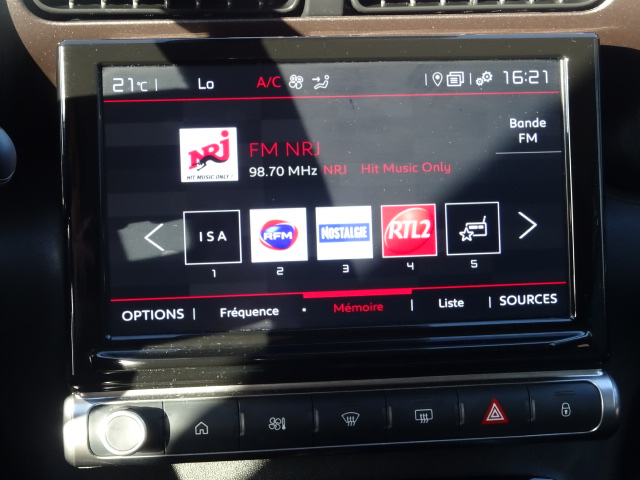 21°C | Lo A/C 16:21
NRJ
HIT MUSIC ONLY!
FM NRJ
98.70 MHz NRJ Hit Music Only
Bande
FM
ISA RFM NOSTALGIE RTL2
1 2 3 4 5
OPTIONS | Fréquence • Mémoire | Liste | SOURCES